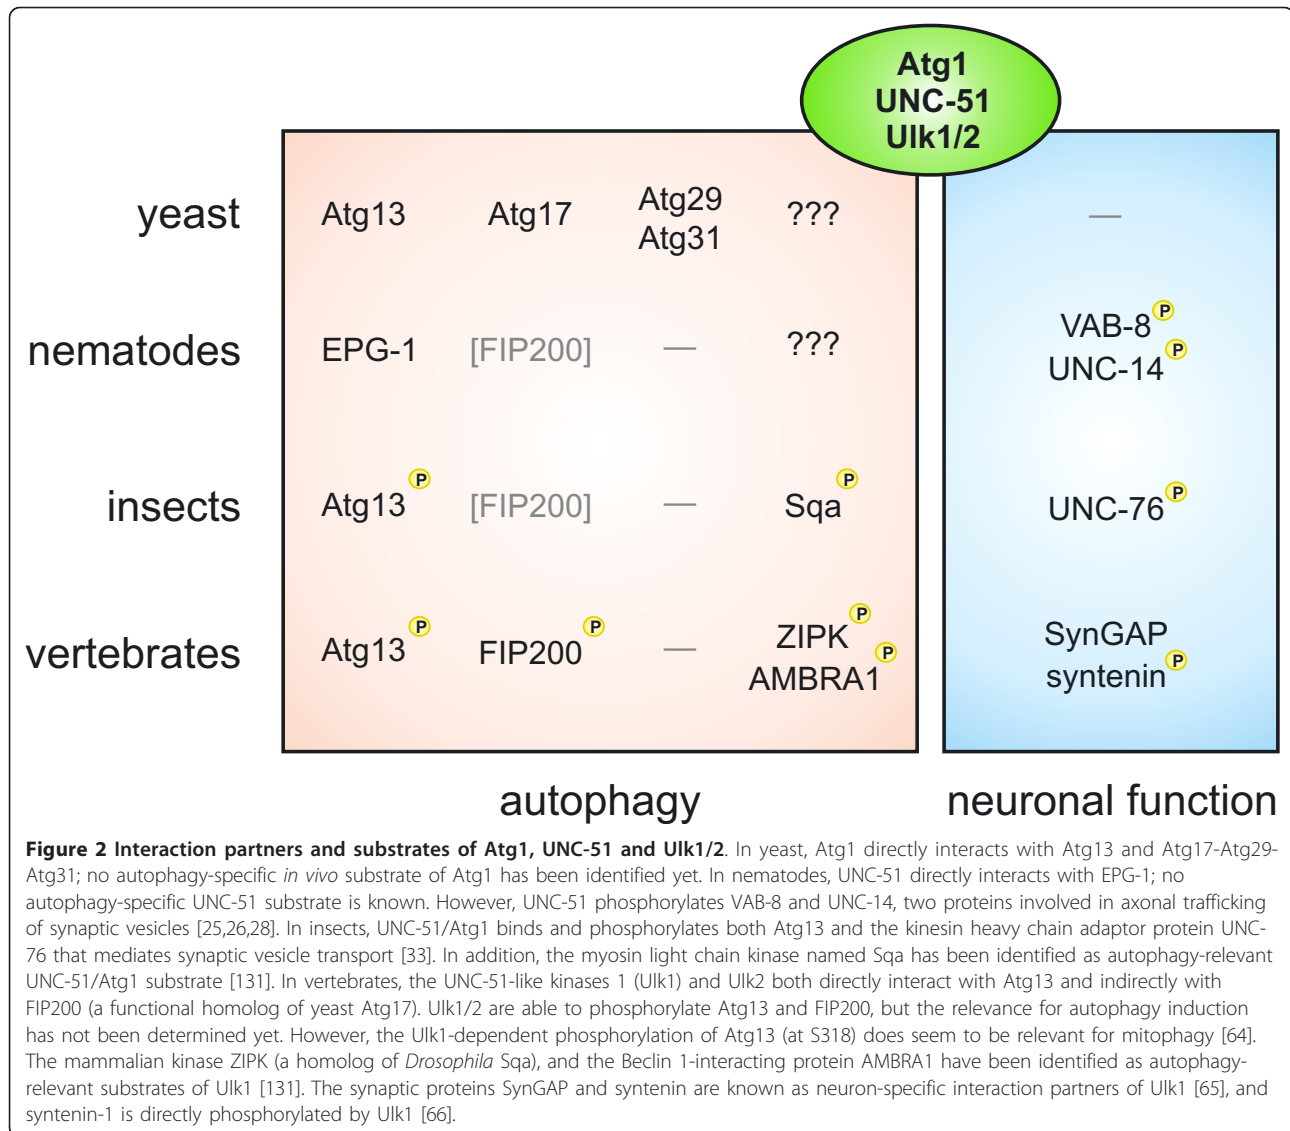 Atg1
UNC-51
Ulk1/2
yeast
Atg13
Atg17
Atg29
Atg31
???
—
nematodes
EPG-1
[FIP200]
—
???
VAB-8 P
UNC-14 P
insects
Atg13 P
[FIP200]
—
Sqa P
UNC-76 P
vertebrates
Atg13 P
FIP200 P
—
ZIPK P
AMBRA1 P
SynGAP
syntenin P
autophagy
neuronal function
Figure 2 Interaction partners and substrates of Atg1, UNC-51 and Ulk1/2. In yeast, Atg1 directly interacts with Atg13 and Atg17-Atg29-
Atg31; no autophagy-specific in vivo substrate of Atg1 has been identified yet. In nematodes, UNC-51 directly interacts with EPG-1; no
autophagy-specific UNC-51 substrate is known. However, UNC-51 phosphorylates VAB-8 and UNC-14, two proteins involved in axonal trafficking
of synaptic vesicles [25,26,28]. In insects, UNC-51/Atg1 binds and phosphorylates both Atg13 and the kinesin heavy chain adaptor protein UNC-
76 that mediates synaptic vesicle transport [33]. In addition, the myosin light chain kinase named Sqa has been identified as autophagy-relevant
UNC-51/Atg1 substrate [131]. In vertebrates, the UNC-51-like kinases 1 (Ulk1) and Ulk2 both directly interact with Atg13 and indirectly with
FIP200 (a functional homolog of yeast Atg17). Ulk1/2 are able to phosphorylate Atg13 and FIP200, but the relevance for autophagy induction
has not been determined yet. However, the Ulk1-dependent phosphorylation of Atg13 (at S318) does seem to be relevant for mitophagy [64].
The mammalian kinase ZIPK (a homolog of Drosophila Sqa), and the Beclin 1-interacting protein AMBRA1 have been identified as autophagy-
relevant substrates of Ulk1 [131]. The synaptic proteins SynGAP and syntenin are known as neuron-specific interaction partners of Ulk1 [65], and
syntenin-1 is directly phosphorylated by Ulk1 [66].